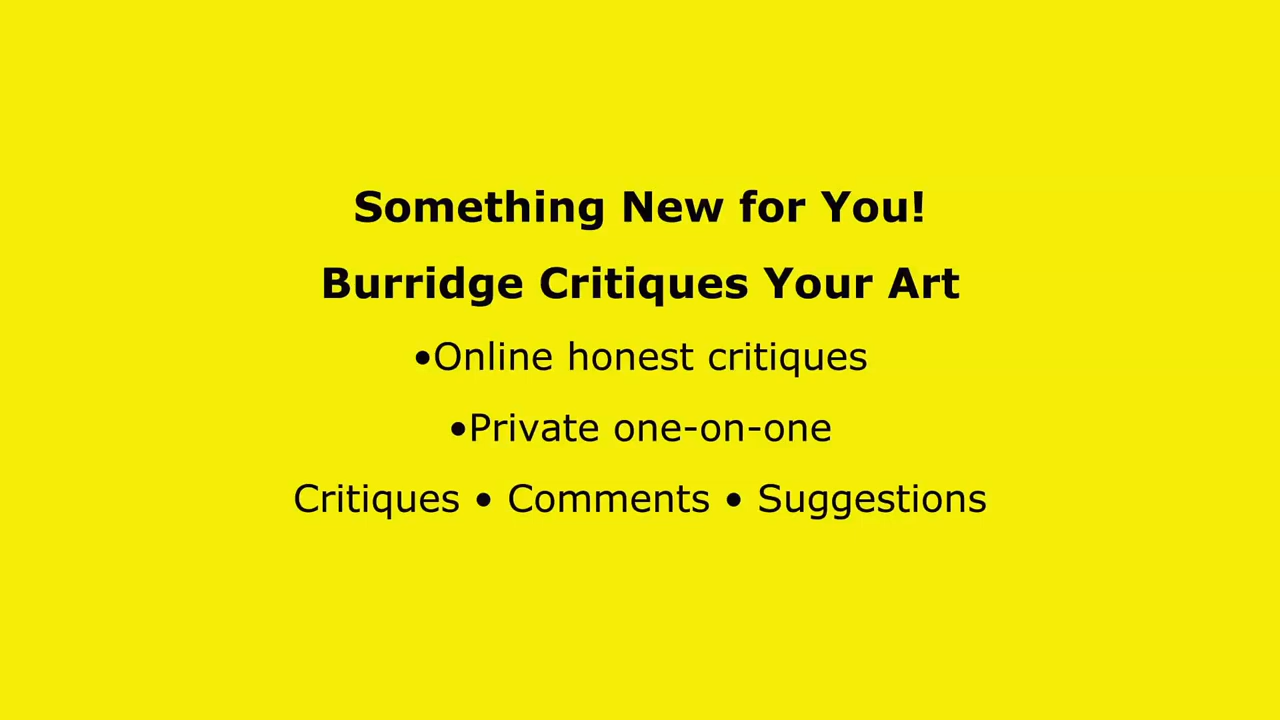 Something New for You!
Burridge Critiques Your Art
•Online honest critiques
•Private one-on-one
Critiques • Comments • Suggestions